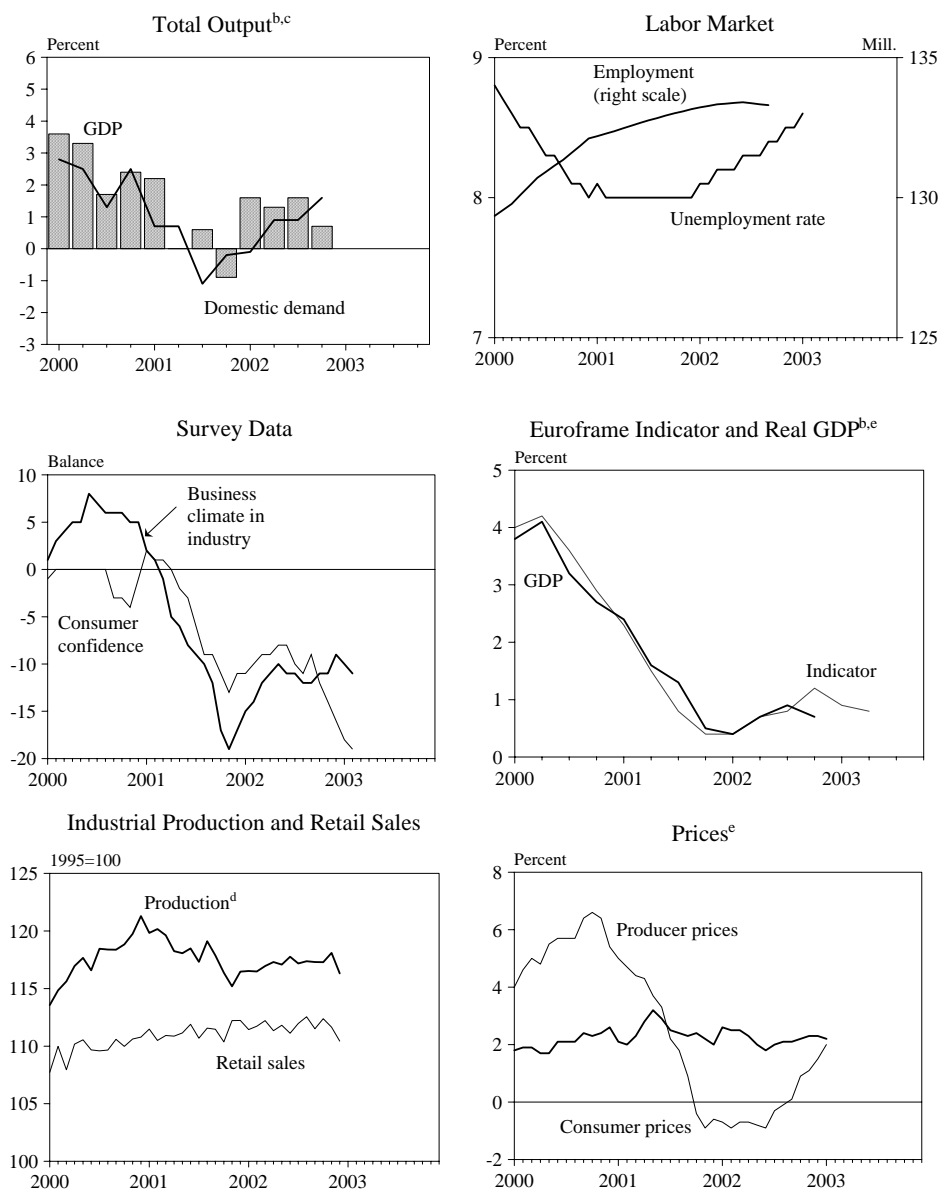 Total Output^b,c
Percent
6
5
4
3
2
1
0
-1
-2
-3
GDP
Domestic demand
2000 2001 2002 2003
Labor Market
Percent Mill.
9
8
7
135
130
125
Employment
(right scale)
Unemployment rate
2000 2001 2002 2003
Survey Data
Balance
10
5
0
-5
-10
-15
-20
Business
climate in
industry
Consumer
confidence
2000 2001 2002 2003
Euroframe Indicator and Real GDP^b,e
Percent
5
4
3
2
1
0
GDP
Indicator
2000 2001 2002 2003
Industrial Production and Retail Sales
1995=100
125
120
115
110
105
100
Production^d
Retail sales
2000 2001 2002 2003
Prices^e
Percent
8
6
4
2
0
-2
Producer prices
Consumer prices
2000 2001 2002 2003